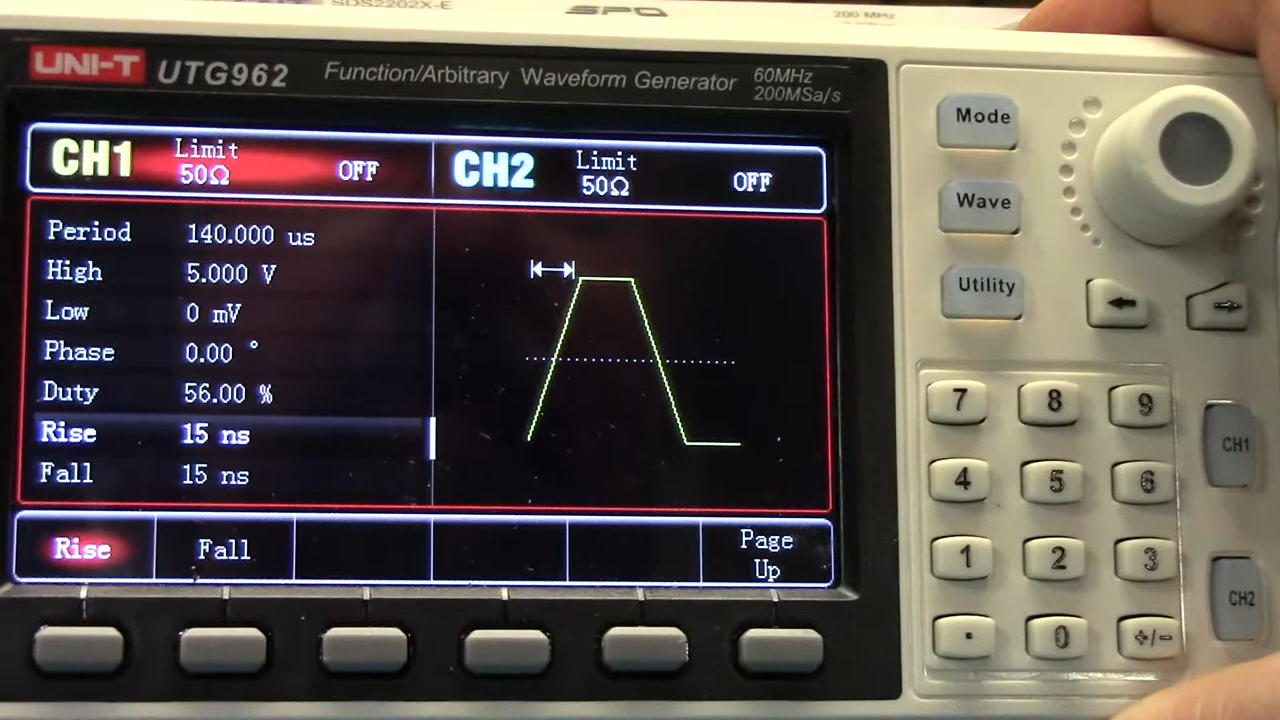 SDS2202X-E
SPO
200 MHz
UNI-T UTG962 Function/Arbitrary Waveform Generator 60MHz
200MSa/s
CH1 Limit 50Ω OFF
CH2 Limit 50Ω OFF
Period 140.000 us
High 5.000 V
Low 0 mV
Phase 0.00 °
Duty 56.00 %
Rise 15 ns
Fall 15 ns
Rise
Fall
Page
Up
Mode
Wave
Utility
7 8 9
4 5 6
1 2 3
. 0 +/-
CH1
CH2